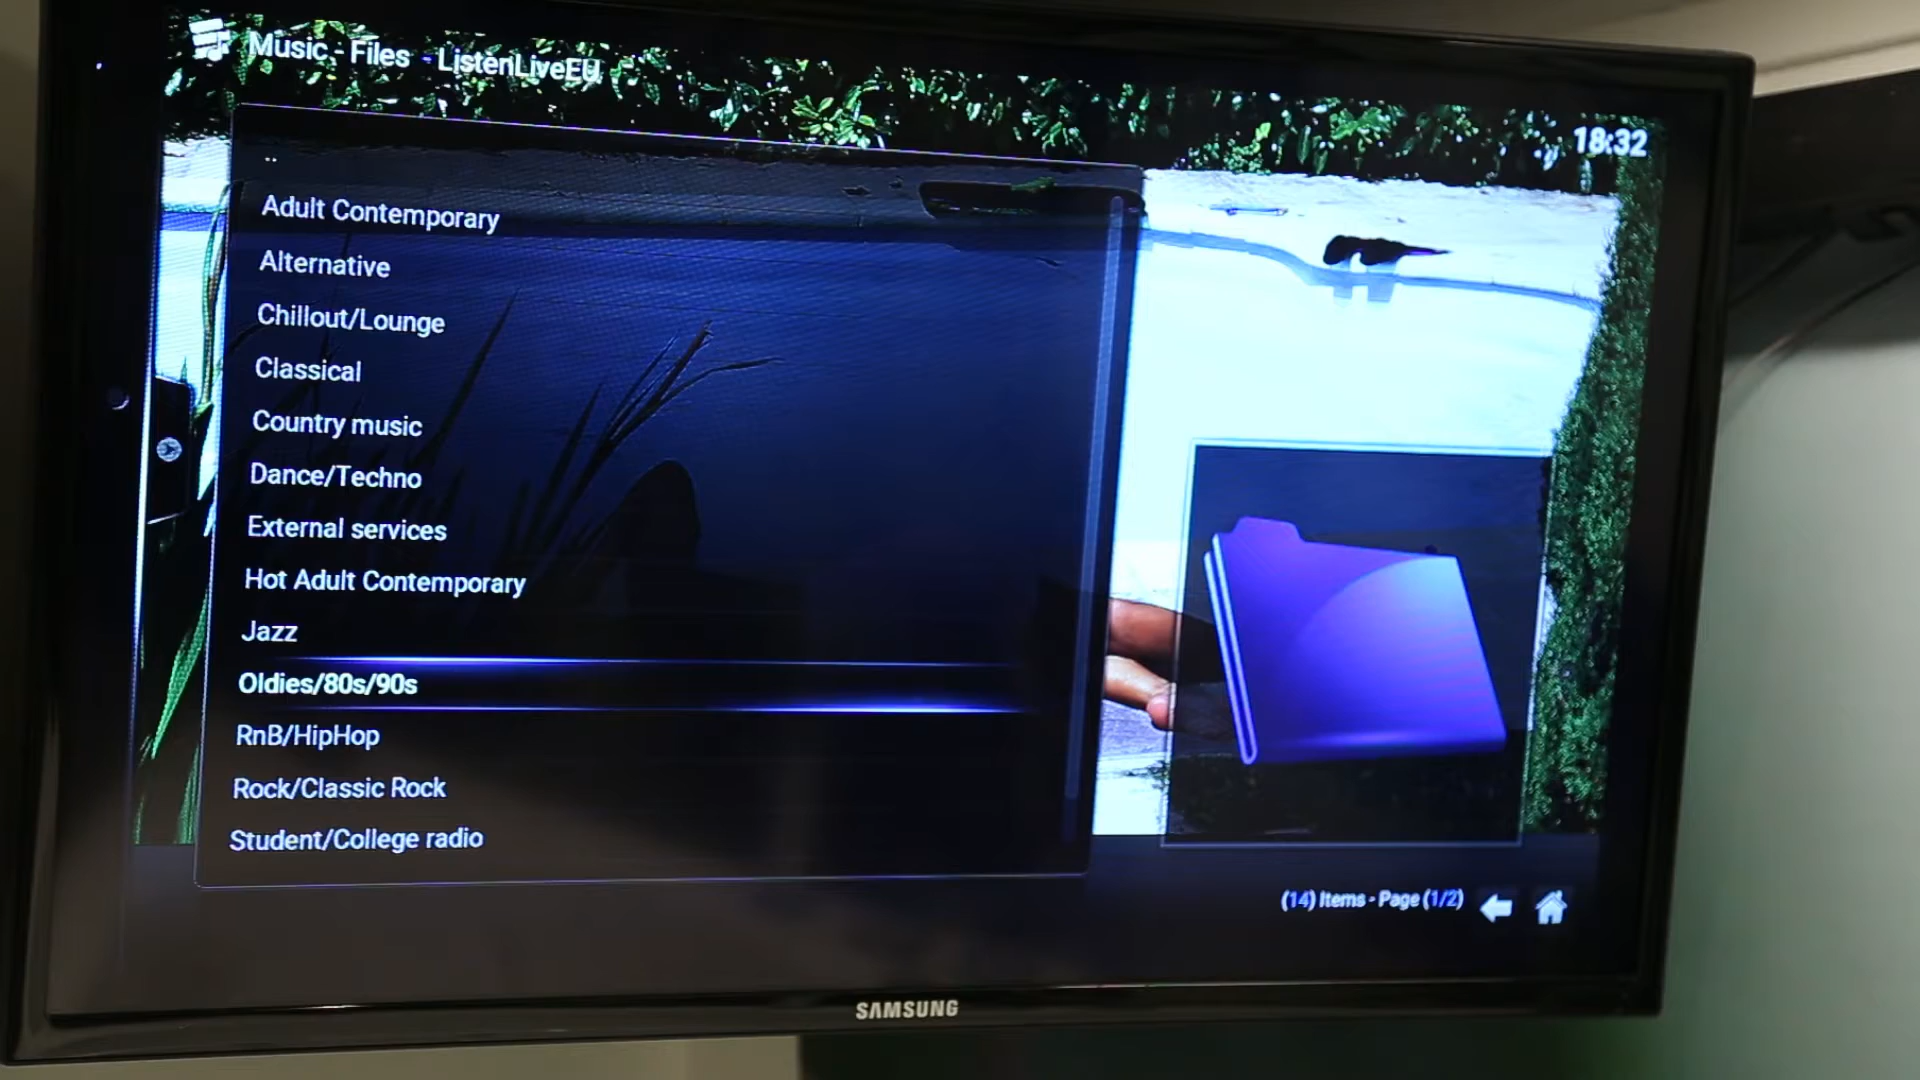 Music - Files - ListenLiveEU
18:32
..
Adult Contemporary
Alternative
Chillout/Lounge
Classical
Country music
Dance/Techno
External services
Hot Adult Contemporary
Jazz
Oldies/80s/90s
RnB/HipHop
Rock/Classic Rock
Student/College radio
(14) Items - Page (1/2)
SAMSUNG